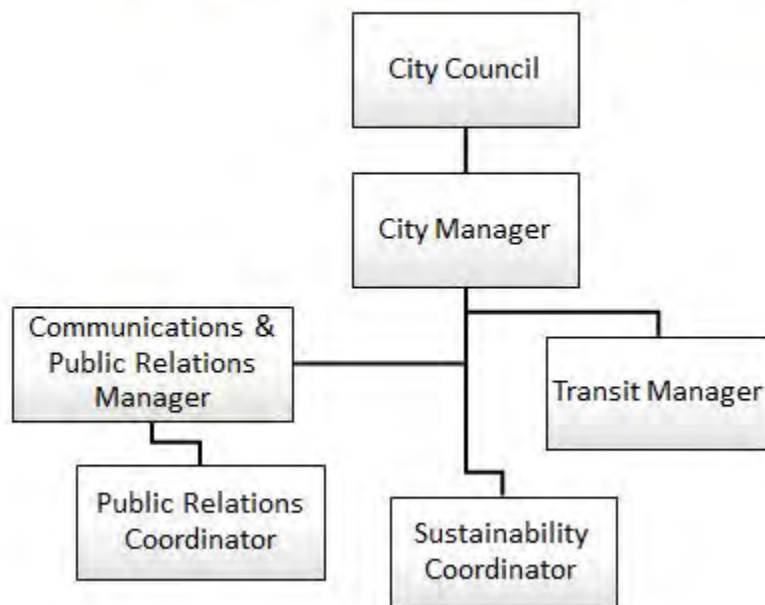 City Council
City Manager
Communications &
Public Relations
Manager
Transit Manager
Public Relations
Coordinator
Sustainability
Coordinator